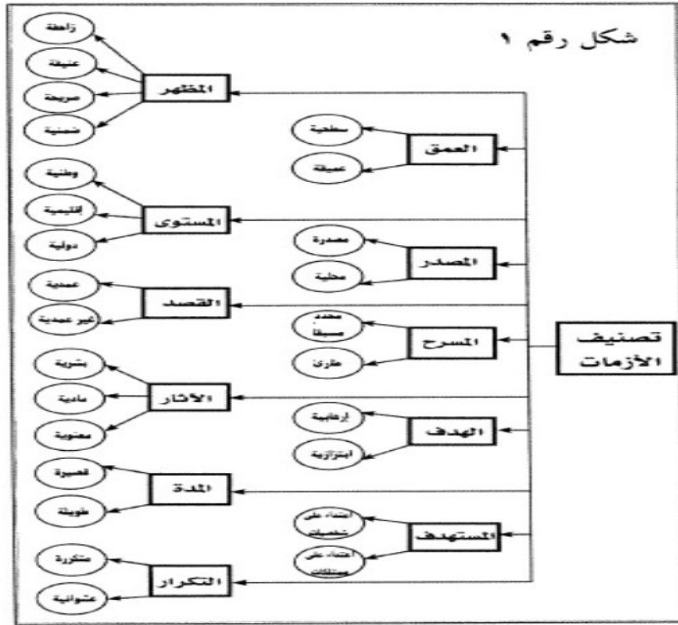 شكل رقم ١
تصنيف
الأزمات
العمق
سطحية
عميقة
المصدر
مصدرة
محلية
المسرح
محدد
مسبقاً
طارئ
الهدف
إرهابية
ابتزازية
المستهدف
اعتداء على
شخصيات
اعتداء على
ممتلكات
المظهر
زاحفة
عنيفة
صريحة
ضمنية
المستوى
وطنية
إقليمية
دولية
القصد
عمدية
غير عمدية
الآثار
بشرية
مادية
معنوية
المدة
قصيرة
طويلة
التكرار
متكررة
عشوائية